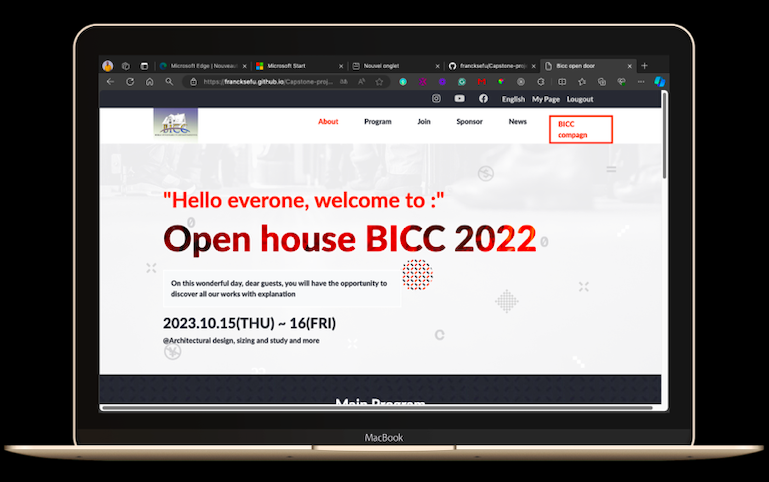 Microsoft Edge | Nouveau
Microsoft Start
Nouvel onglet
francksefu/Capstone-projec
Bicc open door
https://francksefu.github.io/Capstone-proj...
English My Page Lougout
BICC
About Program Join Sponsor News
BICC
compagn
"Hello everone, welcome to :"
Open house BICC 2022
On this wonderful day, dear guests, you will have the opportunity to
discover all our works with explanation
2023.10.15(THU) ~ 16(FRI)
@Architectural design, sizing and study and more
Main Program
MacBook